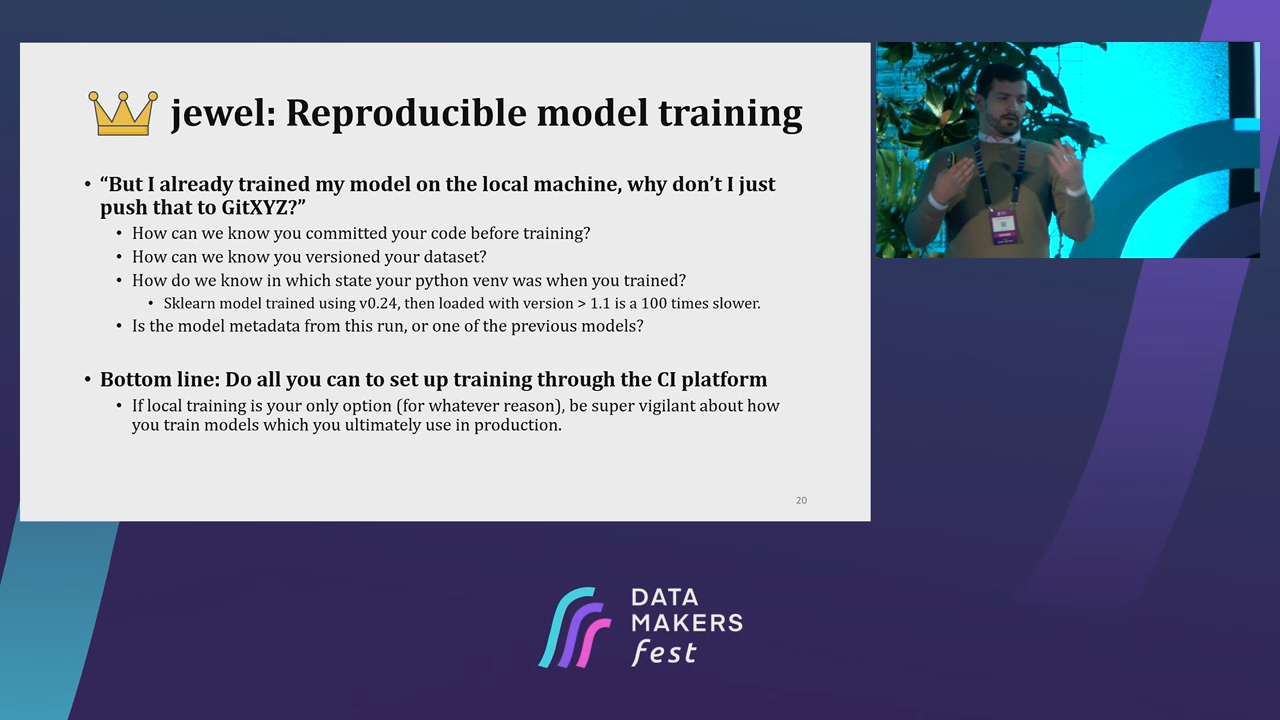 jewel: Reproducible model training
• “But I already trained my model on the local machine, why don’t I just
push that to GitXYZ?”
• How can we know you committed your code before training?
• How can we know you versioned your dataset?
• How do we know in which state your python venv was when you trained?
• Sklearn model trained using v0.24, then loaded with version > 1.1 is a 100 times slower.
• Is the model metadata from this run, or one of the previous models?
• Bottom line: Do all you can to set up training through the CI platform
• If local training is your only option (for whatever reason), be super vigilant about how
you train models which you ultimately use in production.
20
DATA
MAKERS
fest